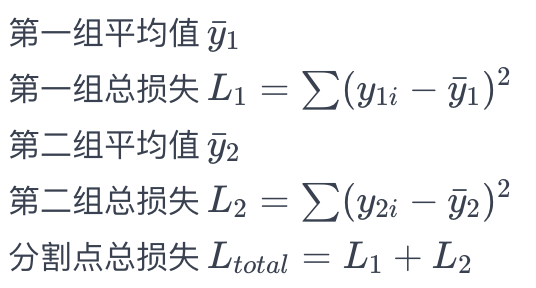 第一组平均值 ȳ₁
第一组总损失 L₁ = ∑(y₁ᵢ − ȳ₁)²
第二组平均值 ȳ₂
第二组总损失 L₂ = ∑(y₂ᵢ − ȳ₂)²
分割点总损失 L_{total} = L₁ + L₂